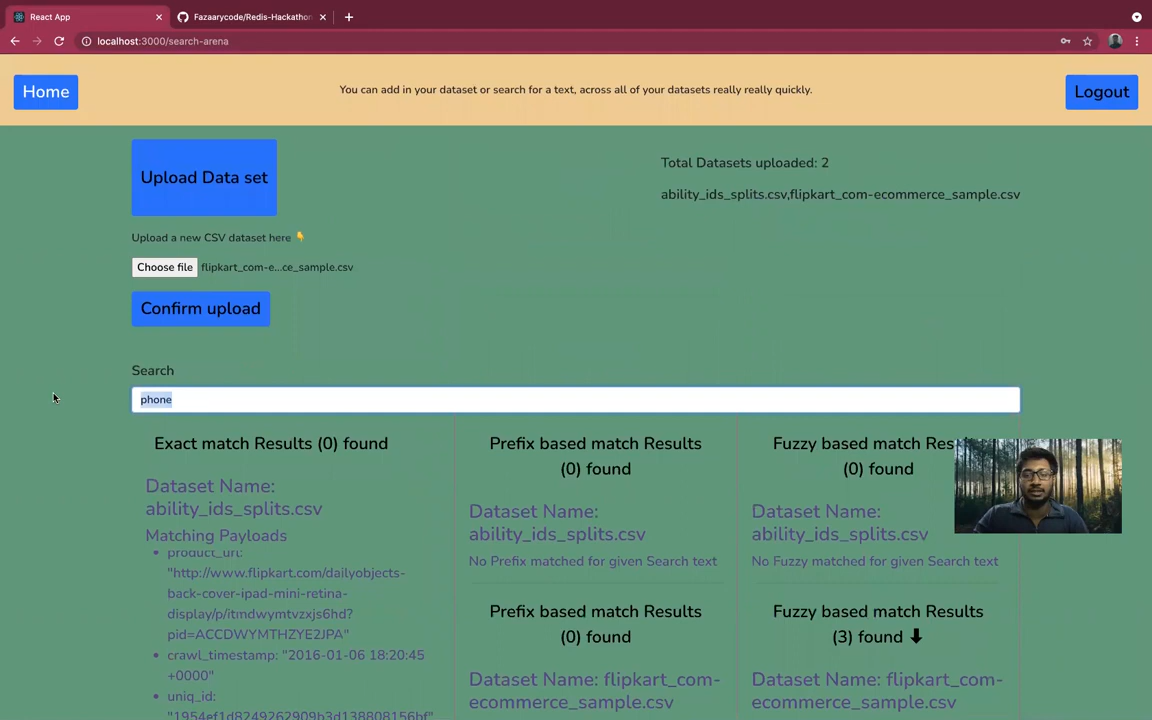 React App
Fazaarycode/Redis-Hackathon
localhost:3000/search-arena
Home
You can add in your dataset or search for a text, across all of your datasets really really quickly.
Logout
Upload Data set
Total Datasets uploaded: 2
ability_ids_splits.csv,flipkart_com-ecommerce_sample.csv
Upload a new CSV dataset here 👇
Choose file flipkart_com-e...ce_sample.csv
Confirm upload
Search
phone
Exact match Results (0) found
Dataset Name:
ability_ids_splits.csv
Matching Payloads
product_url:
"http://www.flipkart.com/dailyobjects-
back-cover-ipad-mini-retina-
display/p/itmdwymtvzxjs6hd?
pid=ACCDWYMTHZYE2JPA"
crawl_timestamp: "2016-01-06 18:20:45
+0000"
uniq_id:
"1954ef1d8249262909b3d138808156bf"
Prefix based match Results
(0) found
Dataset Name:
ability_ids_splits.csv
No Prefix matched for given Search text
Prefix based match Results
(0) found
Dataset Name: flipkart_com-
ecommerce_sample.csv
Fuzzy based match Res
(0) found
Dataset Name:
ability_ids_splits.csv
No Fuzzy matched for given Search text
Fuzzy based match Results
(3) found ⬇
Dataset Name: flipkart_com-
ecommerce_sample.csv